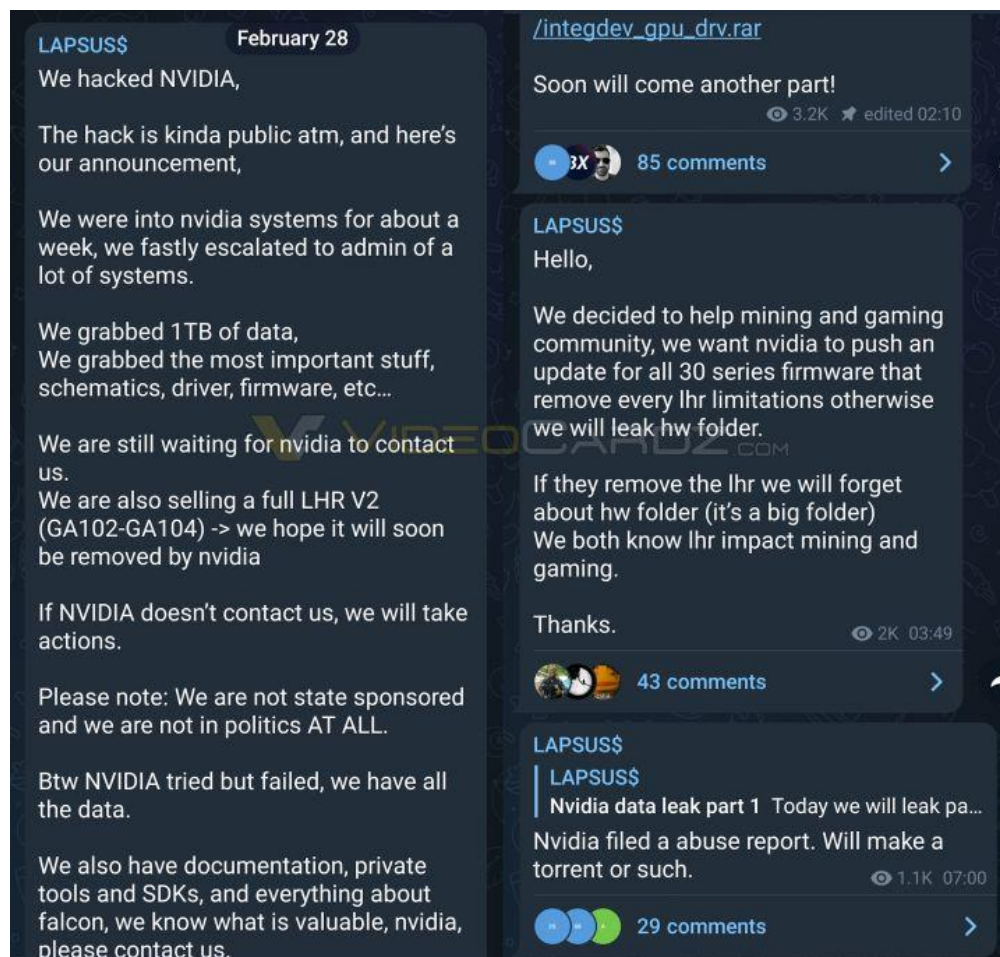 February 28
LAPSUS$
We hacked NVIDIA,
The hack is kinda public atm, and here's
our announcement,
We were into nvidia systems for about a
week, we fastly escalated to admin of a
lot of systems.
We grabbed 1TB of data,
We grabbed the most important stuff,
schematics, driver, firmware, etc...
We are still waiting for nvidia to contact
us.
We are also selling a full LHR V2
(GA102-GA104) -> we hope it will soon
be removed by nvidia
If NVIDIA doesn't contact us, we will take
actions.
Please note: We are not state sponsored
and we are not in politics AT ALL.
Btw NVIDIA tried but failed, we have all
the data.
We also have documentation, private
tools and SDKs, and everything about
falcon, we know what is valuable, nvidia,
please contact us.
/integdev_gpu_drv.rar
Soon will come another part!
3.2K edited 02:10
3X
85 comments
LAPSUS$
Hello,
We decided to help mining and gaming
community, we want nvidia to push an
update for all 30 series firmware that
remove every lhr limitations otherwise
we will leak hw folder.
If they remove the lhr we will forget
about hw folder (it's a big folder)
We both know lhr impact mining and
gaming.
Thanks.
2K 03:49
43 comments
LAPSUS$
LAPSUS$
Nvidia data leak part 1 Today we will leak pa...
Nvidia filed a abuse report. Will make a
torrent or such.
1.1K 07:00
29 comments
VIDEOCARDZ.COM